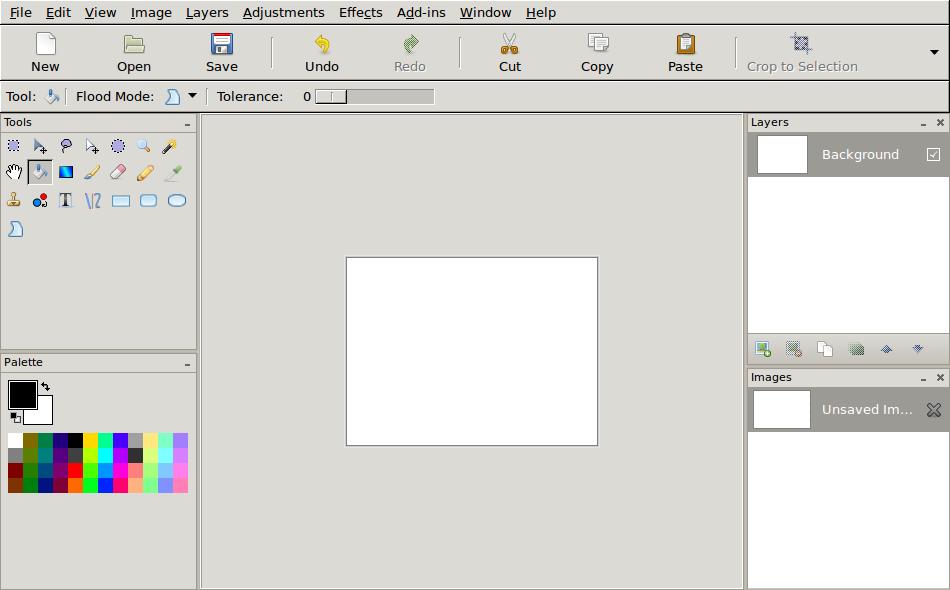 File Edit View Image Layers Adjustments Effects Add-ins Window Help
New Open Save Undo Redo Cut Copy Paste Crop to Selection
Tool: Flood Mode: Tolerance: 0
Tools
Layers
Background
Palette
Images
Unsaved Im...